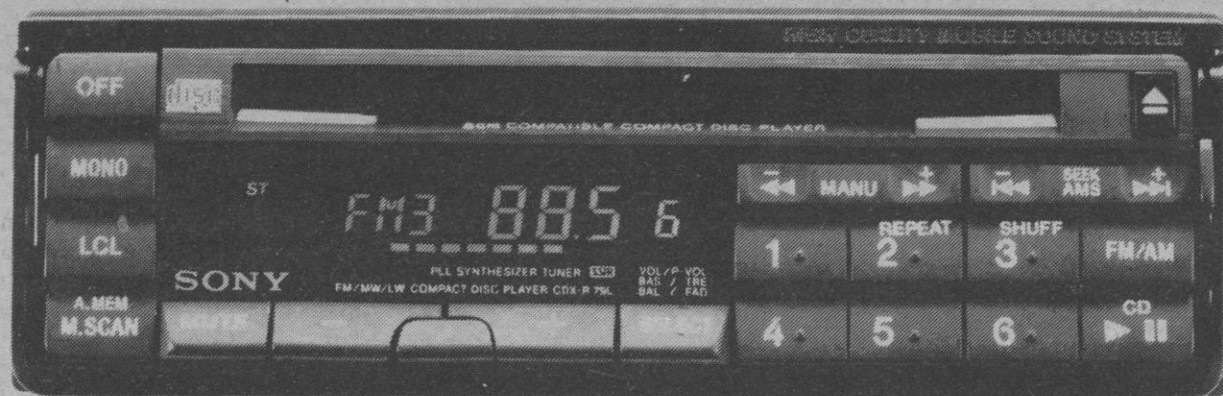 HIGH QUALITY MOBILE SOUND SYSTEM
OFF
disc
8cm COMPATIBLE COMPACT DISC PLAYER
MONO
ST
FM3 88.5 6
- MANU +
- SEEK AMS +
LCL
1
REPEAT
2
SHUFF
3
FM/AM
SONY
PLL SYNTHESIZER TUNER SSIR
FM/MW/LW COMPACT DISC PLAYER
VOL/P-VOL
BAS / TRE
BAL / FAD
A.MEM
M.SCAN
-
+
SELECT
4
5
6
CD